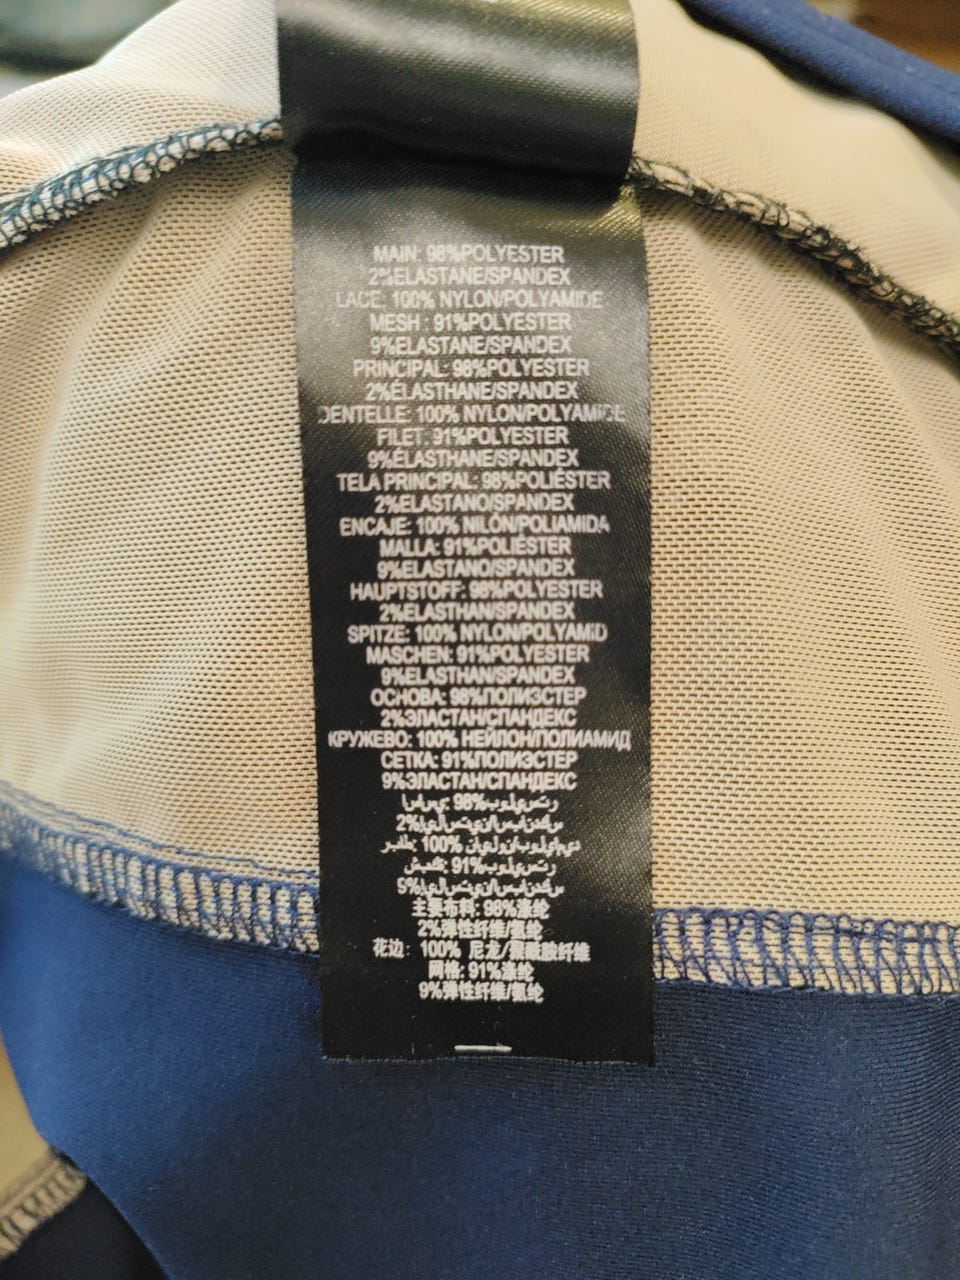 MAIN: 98%POLYESTER
2%ELASTANE/SPANDEX
LACE: 100% NYLON/POLYAMIDE
MESH : 91%POLYESTER
9%ELASTANE/SPANDEX
PRINCIPAL: 98%POLYESTER
2%ÉLASTHANE/SPANDEX
DENTELLE: 100% NYLON/POLYAMIDE
FILET: 91%POLYESTER
9%ÉLASTHANE/SPANDEX
TELA PRINCIPAL: 98%POLIÉSTER
2%ELASTANO/SPANDEX
ENCAJE: 100% NILÓN/POLIAMIDA
MALLA: 91%POLIÉSTER
9%ELASTANO/SPANDEX
HAUPTSTOFF: 98%POLYESTER
2%ELASTHAN/SPANDEX
SPITZE: 100% NYLON/POLYAMID
MASCHEN: 91%POLYESTER
9%ELASTHAN/SPANDEX
ОСНОВА: 98%ПОЛИЭСТЕР
2%ЭЛАСТАН/СПАНДЕКС
КРУЖЕВО: 100% НЕЙЛОН/ПОЛИАМИД
СЕТКА: 91%ПОЛИЭСТЕР
9%ЭЛАСТАН/СПАНДЕКС
98%
2%
100%
91%
9%
主要布料: 98%涤纶
2%弹性纤维/氨纶
花边: 100% 尼龙/聚酰胺纤维
网格: 91%涤纶
9%弹性纤维/氨纶